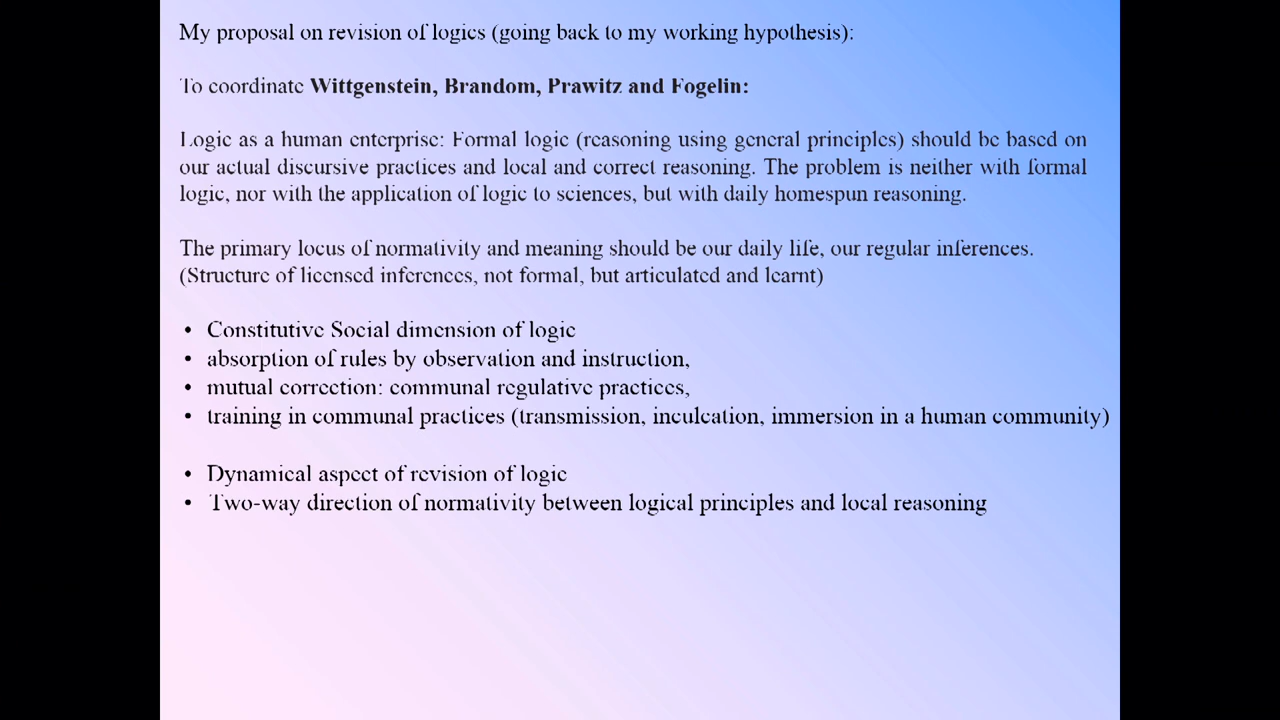 My proposal on revision of logics (going back to my working hypothesis):
To coordinate Wittgenstein, Brandom, Prawitz and Fogelin:
Logic as a human enterprise: Formal logic (reasoning using general principles) should be based on
our actual discursive practices and local and correct reasoning. The problem is neither with formal
logic, nor with the application of logic to sciences, but with daily homespun reasoning.
The primary locus of normativity and meaning should be our daily life, our regular inferences.
(Structure of licensed inferences, not formal, but articulated and learnt)
• Constitutive Social dimension of logic
• absorption of rules by observation and instruction,
• mutual correction: communal regulative practices,
• training in communal practices (transmission, inculcation, immersion in a human community)
• Dynamical aspect of revision of logic
• Two-way direction of normativity between logical principles and local reasoning